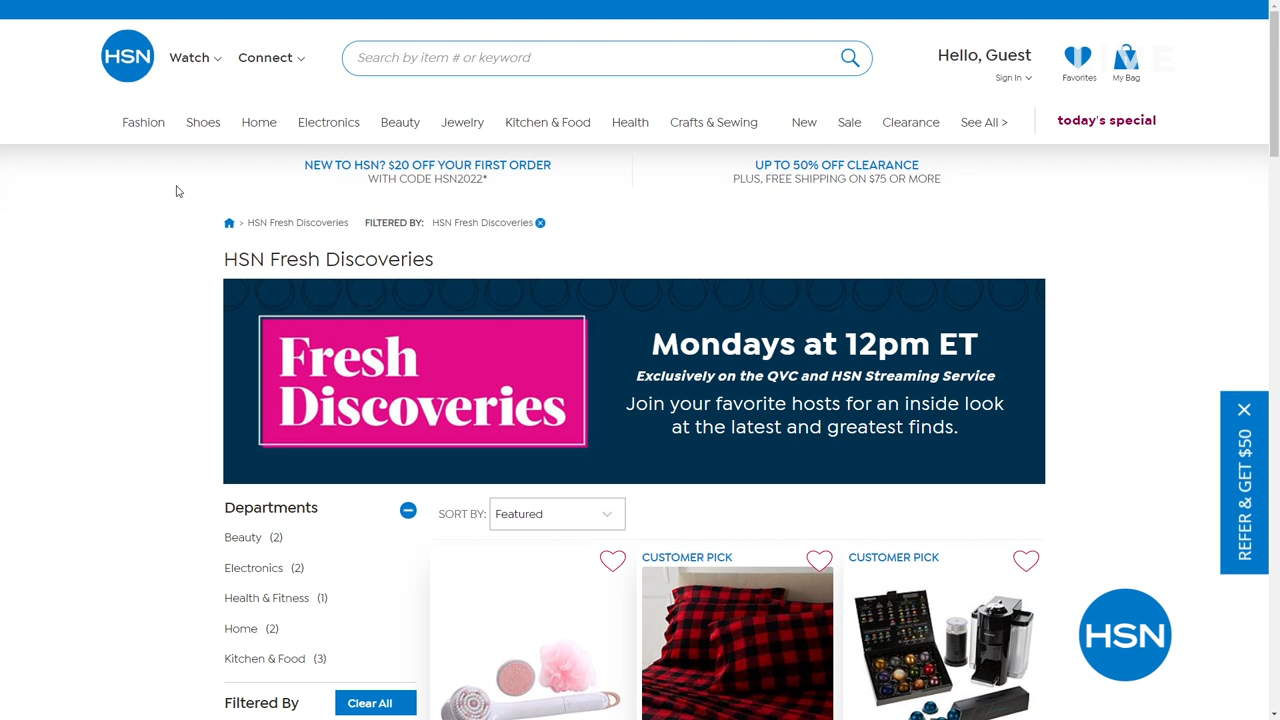 HSN
Watch
Connect
Search by item # or keyword
Hello, Guest
Sign In
Favorites
My Bag
Fashion
Shoes
Home
Electronics
Beauty
Jewelry
Kitchen & Food
Health
Crafts & Sewing
New
Sale
Clearance
See All >
today's special
NEW TO HSN? $20 OFF YOUR FIRST ORDER
WITH CODE HSN2022*
UP TO 50% OFF CLEARANCE
PLUS, FREE SHIPPING ON $75 OR MORE
> HSN Fresh Discoveries
FILTERED BY: HSN Fresh Discoveries
HSN Fresh Discoveries
Fresh
Discoveries
Mondays at 12pm ET
Exclusively on the QVC and HSN Streaming Service
Join your favorite hosts for an inside look
at the latest and greatest finds.
REFER & GET $50
Departments
Beauty (2)
Electronics (2)
Health & Fitness (1)
Home (2)
Kitchen & Food (3)
Filtered By
Clear All
SORT BY: Featured
CUSTOMER PICK
CUSTOMER PICK
HSN